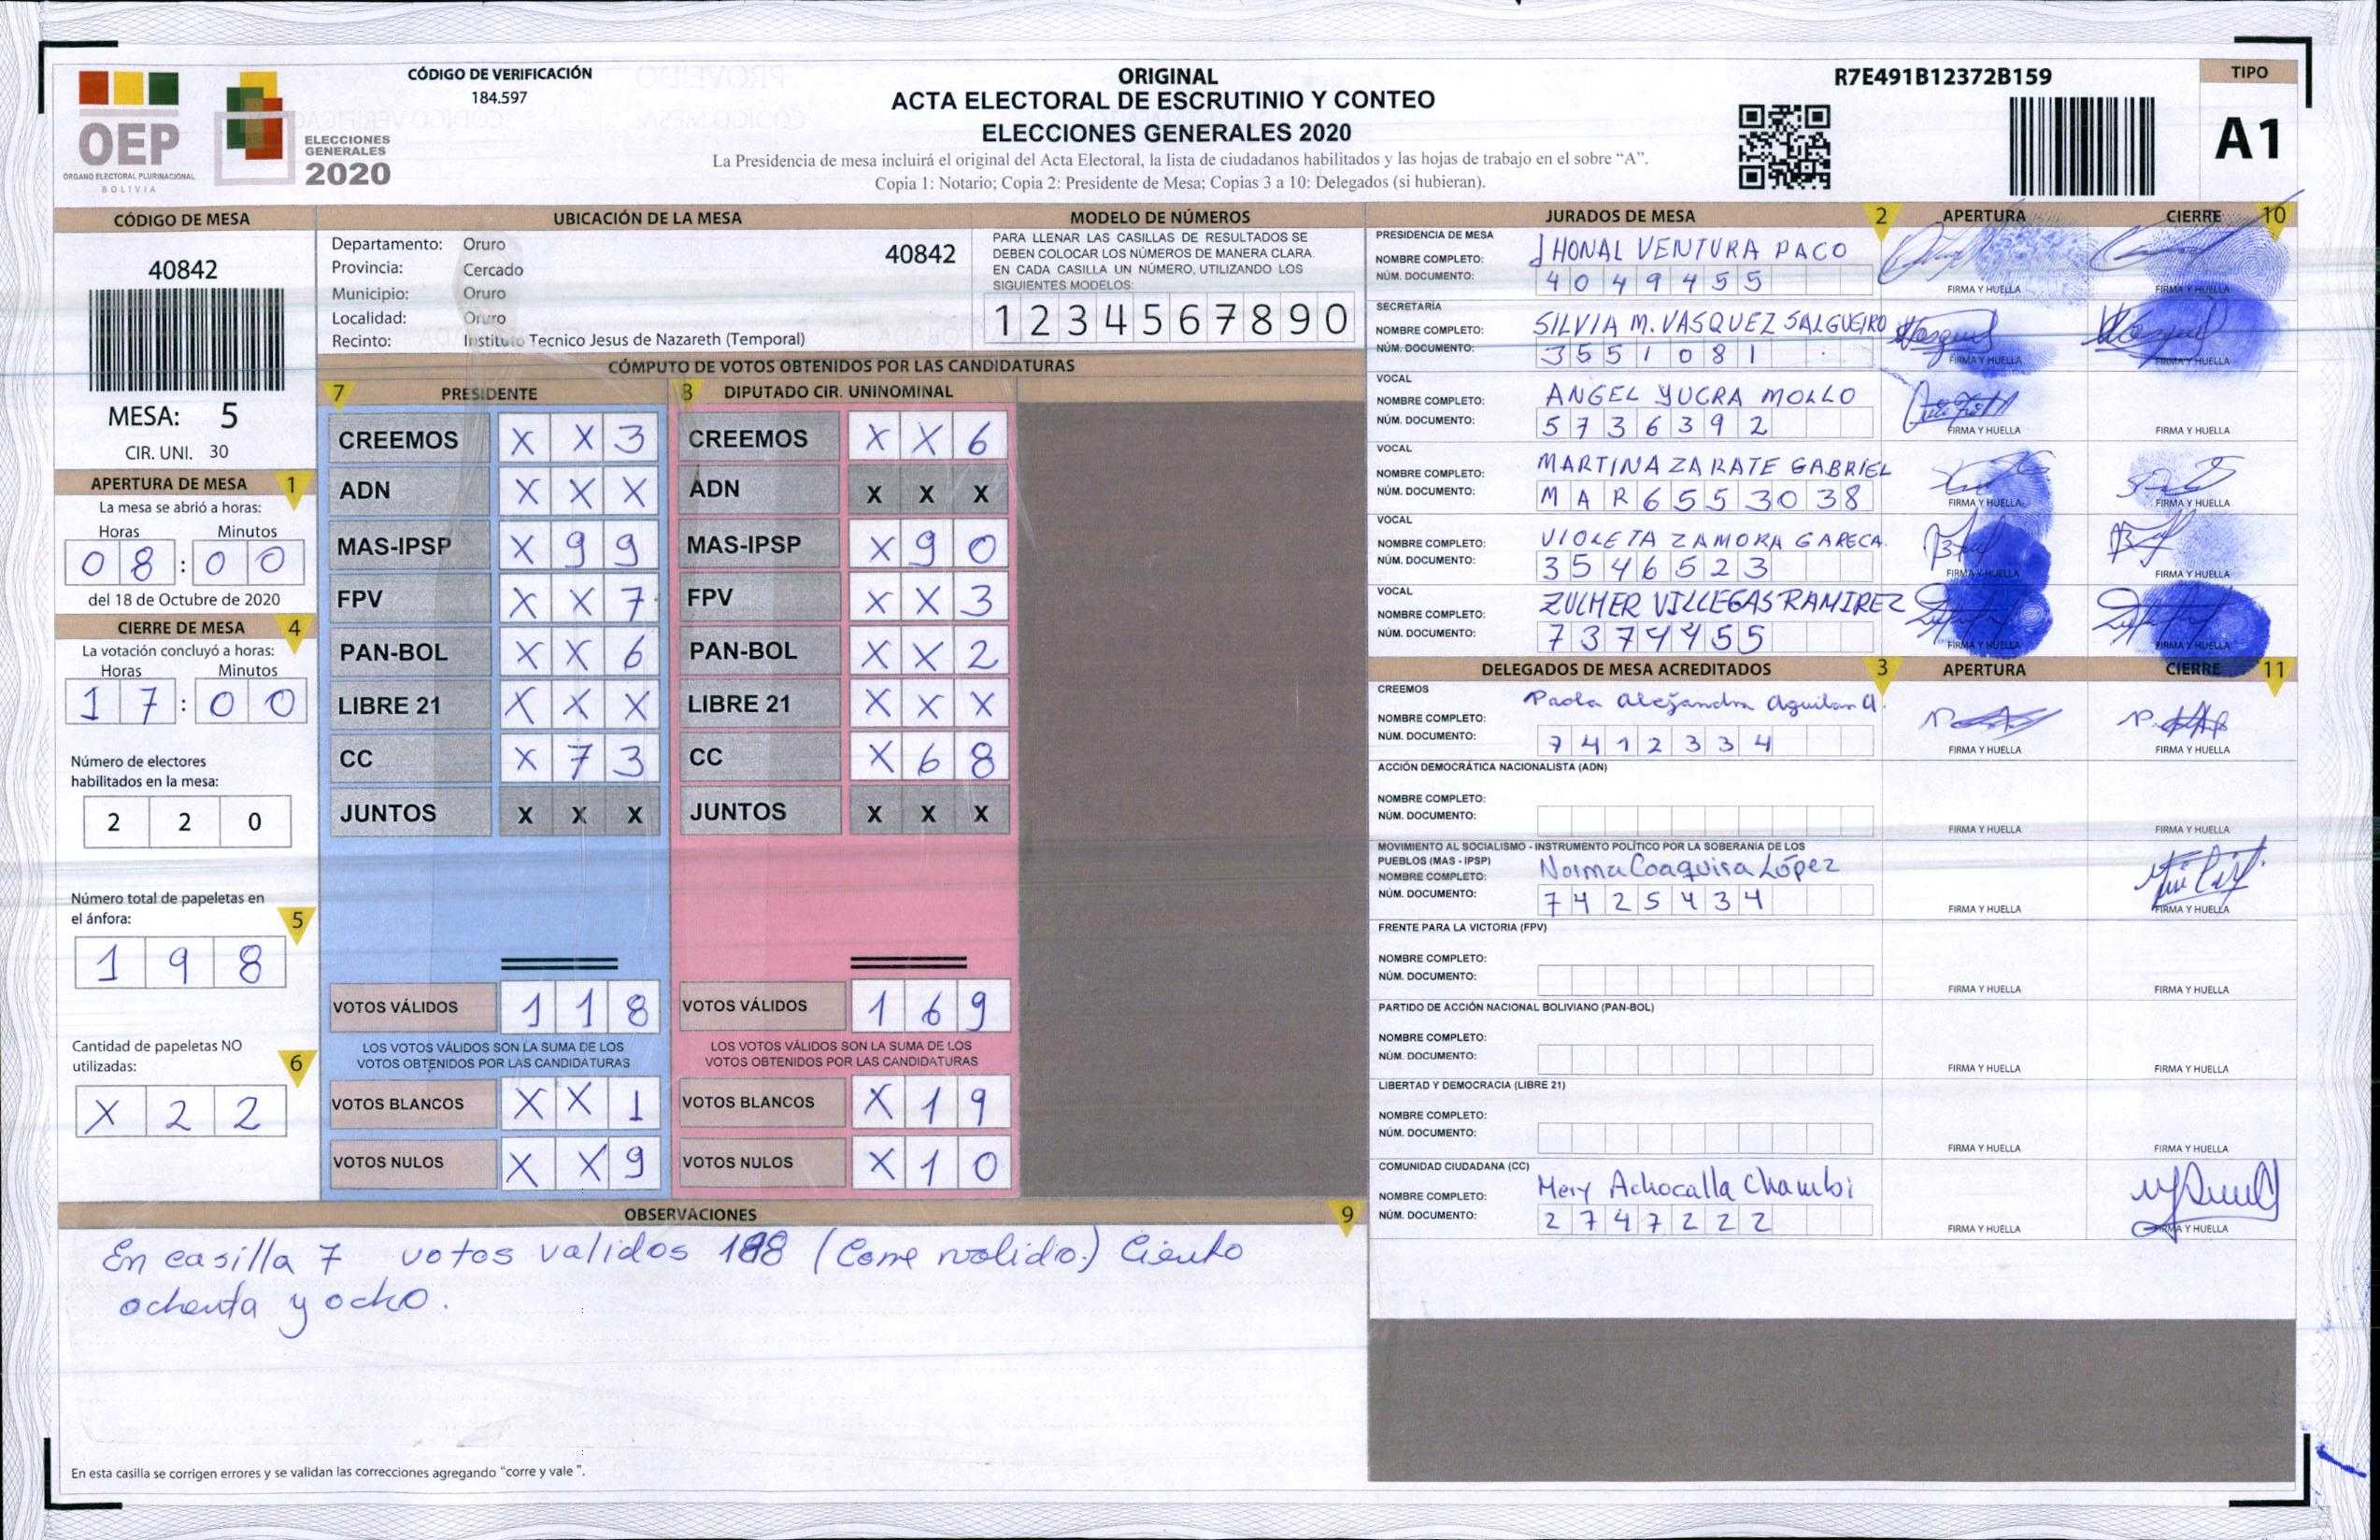 CÓDIGO DE VERIFICACIÓN
184.597
OEP
ÓRGANO ELECTORAL PLURINACIONAL
BOLIVIA
ELECCIONES
GENERALES
2020
ORIGINAL
ACTA ELECTORAL DE ESCRUTINIO Y CONTEO
ELECCIONES GENERALES 2020
La Presidencia de mesa incluirá el original del Acta Electoral, la lista de ciudadanos habilitados y las hojas de trabajo en el sobre “A”.
Copia 1: Notario; Copia 2: Presidente de Mesa; Copias 3 a 10: Delegados (si hubieran).
R7E491B12372B159
TIPO
A1
CÓDIGO DE MESA
40842
MESA: 5
CIR. UNI. 30
UBICACIÓN DE LA MESA
Departamento: Oruro
40842
Provincia: Cercado
Municipio: Oruro
Localidad: Oruro
Recinto: Instituto Tecnico Jesus de Nazareth (Temporal)
MODELO DE NÚMEROS
PARA LLENAR LAS CASILLAS DE RESULTADOS SE
DEBEN COLOCAR LOS NÚMEROS DE MANERA CLARA.
EN CADA CASILLA UN NÚMERO, UTILIZANDO LOS
SIGUIENTES MODELOS:
1 2 3 4 5 6 7 8 9 0
APERTURA DE MESA 1
La mesa se abrió a horas:
Horas Minutos
0 8 : 0 0
del 18 de Octubre de 2020
CIERRE DE MESA 4
La votación concluyó a horas:
Horas Minutos
1 7 : 0 0
Número de electores
habilitados en la mesa:
2 2 0
Número total de papeletas en
el ánfora: 5
1 9 8
Cantidad de papeletas NO
utilizadas: 6
X 2 2
CÓMPUTO DE VOTOS OBTENIDOS POR LAS CANDIDATURAS
7 PRESIDENTE
CREEMOS X X 3
ADN X X X
MAS-IPSP X 9 9
FPV X X 7
PAN-BOL X X 6
LIBRE 21 X X X
CC X 7 3
JUNTOS X X X
VOTOS VÁLIDOS 1 1 8
LOS VOTOS VÁLIDOS SON LA SUMA DE LOS
VOTOS OBTENIDOS POR LAS CANDIDATURAS
VOTOS BLANCOS X X 1
VOTOS NULOS X X 9
8 DIPUTADO CIR. UNINOMINAL
CREEMOS X X 6
ADN X X X
MAS-IPSP X 9 0
FPV X X 3
PAN-BOL X X 2
LIBRE 21 X X X
CC X 6 8
JUNTOS X X X
VOTOS VÁLIDOS 1 6 9
LOS VOTOS VÁLIDOS SON LA SUMA DE LOS
VOTOS OBTENIDOS POR LAS CANDIDATURAS
VOTOS BLANCOS X 1 9
VOTOS NULOS X 1 0
OBSERVACIONES 9
En casilla 7 votos validos 188 (Corre valido.) Ciento
ochenta y ocho.
En esta casilla se corrigen errores y se validan las correcciones agregando “corre y vale ”.
JURADOS DE MESA 2 APERTURA CIERRE 10
PRESIDENCIA DE MESA
NOMBRE COMPLETO: JHONAL VENTURA PACO
NÚM. DOCUMENTO: 4049455
FIRMA Y HUELLA FIRMA Y HUELLA
SECRETARÍA
NOMBRE COMPLETO: SILVIA M. VASQUEZ SALGUEIRO
NÚM. DOCUMENTO: 3551081
FIRMA Y HUELLA FIRMA Y HUELLA
VOCAL
NOMBRE COMPLETO: ANGEL YUCRA MOLLO
NÚM. DOCUMENTO: 5736392
FIRMA Y HUELLA FIRMA Y HUELLA
VOCAL
NOMBRE COMPLETO: MARTINA ZARATE GABRIEL
NÚM. DOCUMENTO: MAR6553038
FIRMA Y HUELLA FIRMA Y HUELLA
VOCAL
NOMBRE COMPLETO: VIOLETA ZAMORA GARECA.
NÚM. DOCUMENTO: 3546523
FIRMA Y HUELLA FIRMA Y HUELLA
VOCAL
NOMBRE COMPLETO: ZULMER VILLEGAS RAMIREZ
NÚM. DOCUMENTO: 7374455
FIRMA Y HUELLA FIRMA Y HUELLA
DELEGADOS DE MESA ACREDITADOS 3 APERTURA CIERRE 11
CREEMOS
NOMBRE COMPLETO: Paola Alejandra Aguilar A.
NÚM. DOCUMENTO: 7412334
FIRMA Y HUELLA FIRMA Y HUELLA
ACCIÓN DEMOCRÁTICA NACIONALISTA (ADN)
NOMBRE COMPLETO:
NÚM. DOCUMENTO:
FIRMA Y HUELLA FIRMA Y HUELLA
MOVIMIENTO AL SOCIALISMO - INSTRUMENTO POLÍTICO POR LA SOBERANIA DE LOS
PUEBLOS (MAS - IPSP)
NOMBRE COMPLETO: Norma Coaquira López
NÚM. DOCUMENTO: 7425434
FIRMA Y HUELLA FIRMA Y HUELLA
FRENTE PARA LA VICTORIA (FPV)
NOMBRE COMPLETO:
NÚM. DOCUMENTO:
FIRMA Y HUELLA FIRMA Y HUELLA
PARTIDO DE ACCIÓN NACIONAL BOLIVIANO (PAN-BOL)
NOMBRE COMPLETO:
NÚM. DOCUMENTO:
FIRMA Y HUELLA FIRMA Y HUELLA
LIBERTAD Y DEMOCRACIA (LIBRE 21)
NOMBRE COMPLETO:
NÚM. DOCUMENTO:
FIRMA Y HUELLA FIRMA Y HUELLA
COMUNIDAD CIUDADANA (CC)
NOMBRE COMPLETO: Mery Achocalla Chambi
NÚM. DOCUMENTO: 2747222
FIRMA Y HUELLA FIRMA Y HUELLA